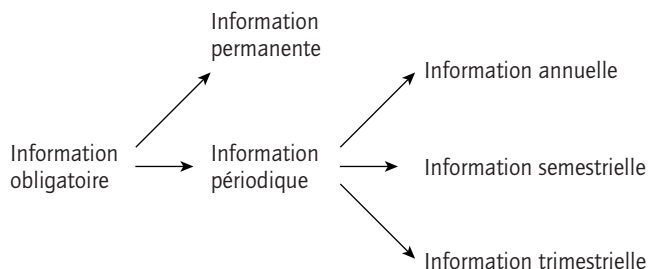 Information
permanente
Information annuelle
Information
obligatoire
Information
périodique
Information semestrielle
Information trimestrielle